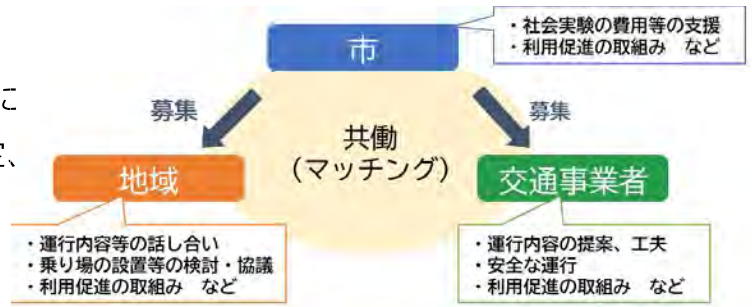 市
・社会実験の費用等の支援
・利用促進の取組み など
募集
募集
に
共働
(マッチング)
地域
交通事業者
・運行内容等の話し合い
・乗り場の設置等の検討・協議
・利用促進の取組み など
・運行内容の提案、工夫
・安全な運行
・利用促進の取組み など